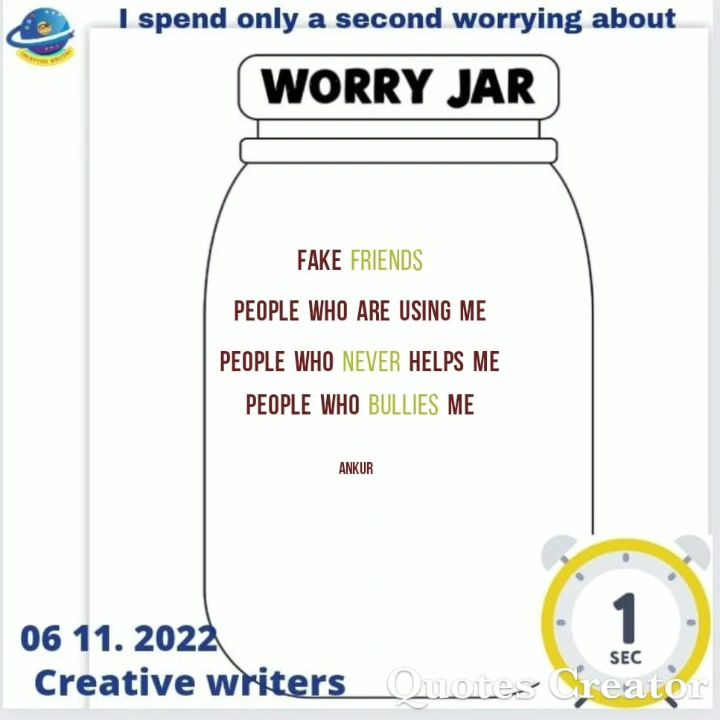 I spend only a second worrying about
WORRY JAR
FAKE FRIENDS
PEOPLE WHO ARE USING ME
PEOPLE WHO NEVER HELPS ME
PEOPLE WHO BULLIES ME
ANKUR
1
SEC
06 11. 2022
Creative writers
Quotes Creator